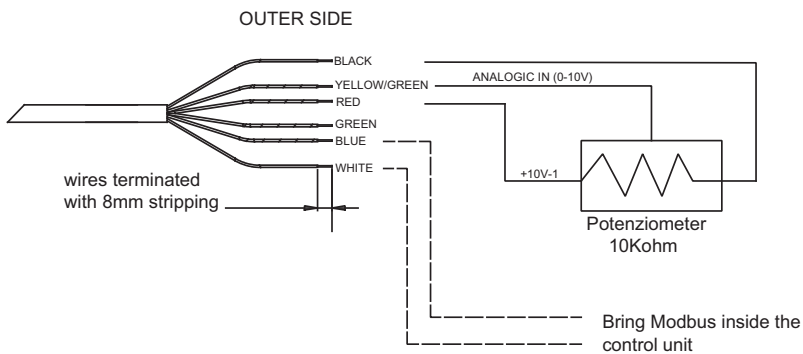 OUTER SIDE
BLACK
YELLOW/GREEN
ANALOGIC IN (0-10V)
RED
GREEN
BLUE
WHITE
wires terminated
with 8mm stripping
+10V-1
Potenziometer
10Kohm
Bring Modbus inside the
control unit